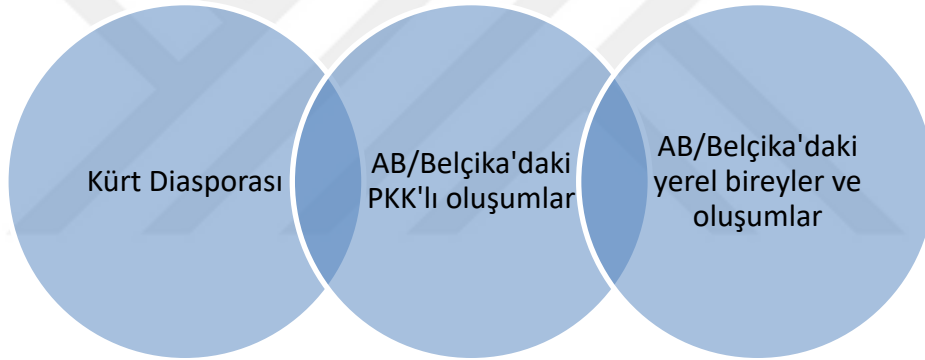 Kürt Diasporası
AB/Belçika'daki
PKK'lı oluşumlar
AB/Belçika'daki
yerel bireyler ve
oluşumlar